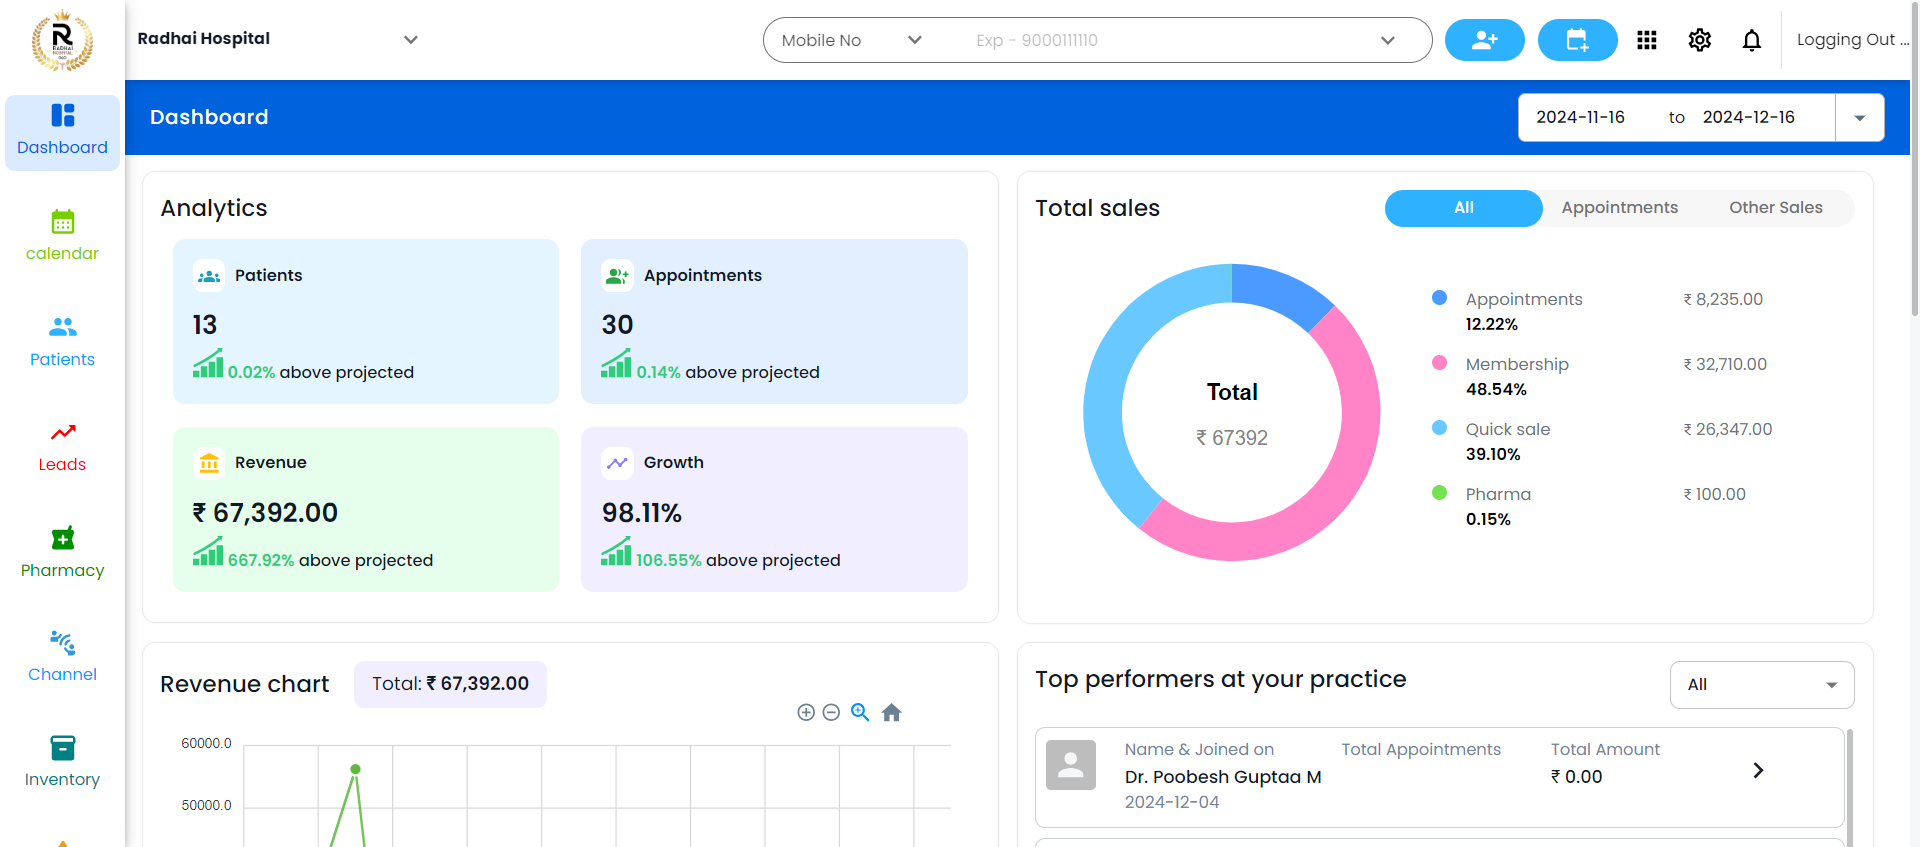 R
RADHAI
HOSPITAL
Radhai Hospital
Mobile No
Exp - 9000111110
Logging Out ...
Dashboard
calendar
Patients
Leads
Pharmacy
Channel
Inventory
Dashboard
2024-11-16 to 2024-12-16
Analytics
Patients
13
0.02% above projected
Appointments
30
0.14% above projected
Revenue
₹ 67,392.00
667.92% above projected
Growth
98.11%
106.55% above projected
Total sales
All
Appointments
Other Sales
Total
₹ 67392
Appointments ₹ 8,235.00
12.22%
Membership ₹ 32,710.00
48.54%
Quick sale ₹ 26,347.00
39.10%
Pharma ₹ 100.00
0.15%
Revenue chart
Total: ₹ 67,392.00
60000.0
50000.0
Top performers at your practice
All
Name & Joined on Total Appointments Total Amount
Dr. Poobesh Guptaa M ₹ 0.00
2024-12-04